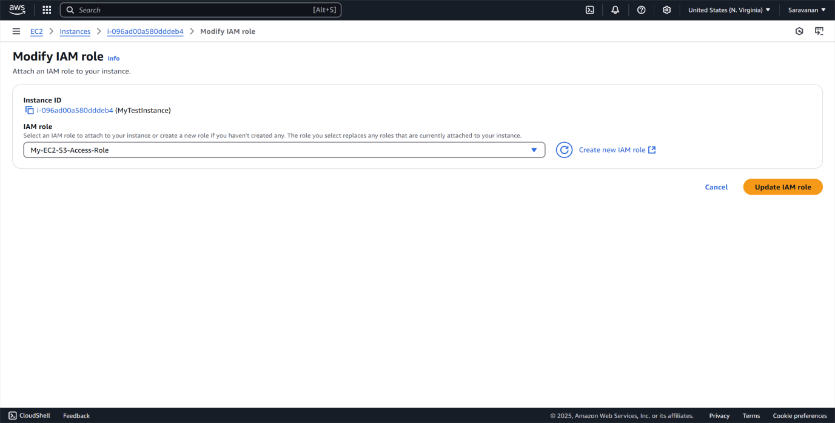 aws
Search [Alt+S]
United States (N. Virginia)
Saravanan
EC2 > Instances > i-096ad00a580dddeb4 > Modify IAM role
Modify IAM role Info
Attach an IAM role to your instance.
Instance ID
i-096ad00a580dddeb4 (MyTestInstance)
IAM role
Select an IAM role to attach to your instance or create a new role if you haven't created any. The role you select replaces any roles that are currently attached to your instance.
My-EC2-S3-Access-Role
Create new IAM role
Cancel
Update IAM role
CloudShell Feedback
© 2025, Amazon Web Services, Inc. or its affiliates. Privacy Terms Cookie preferences